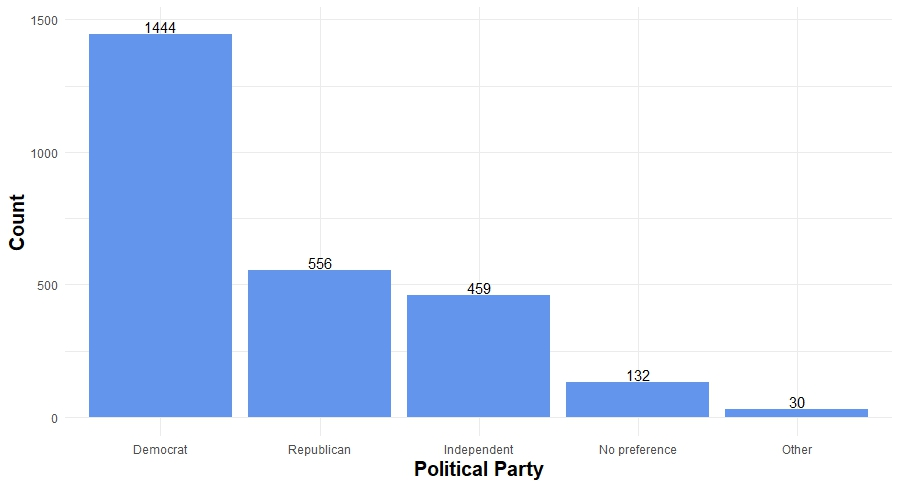 1500
1000
500
0
Count
1444
556
459
132
30
Democrat
Republican
Independent
No preference
Other
Political Party